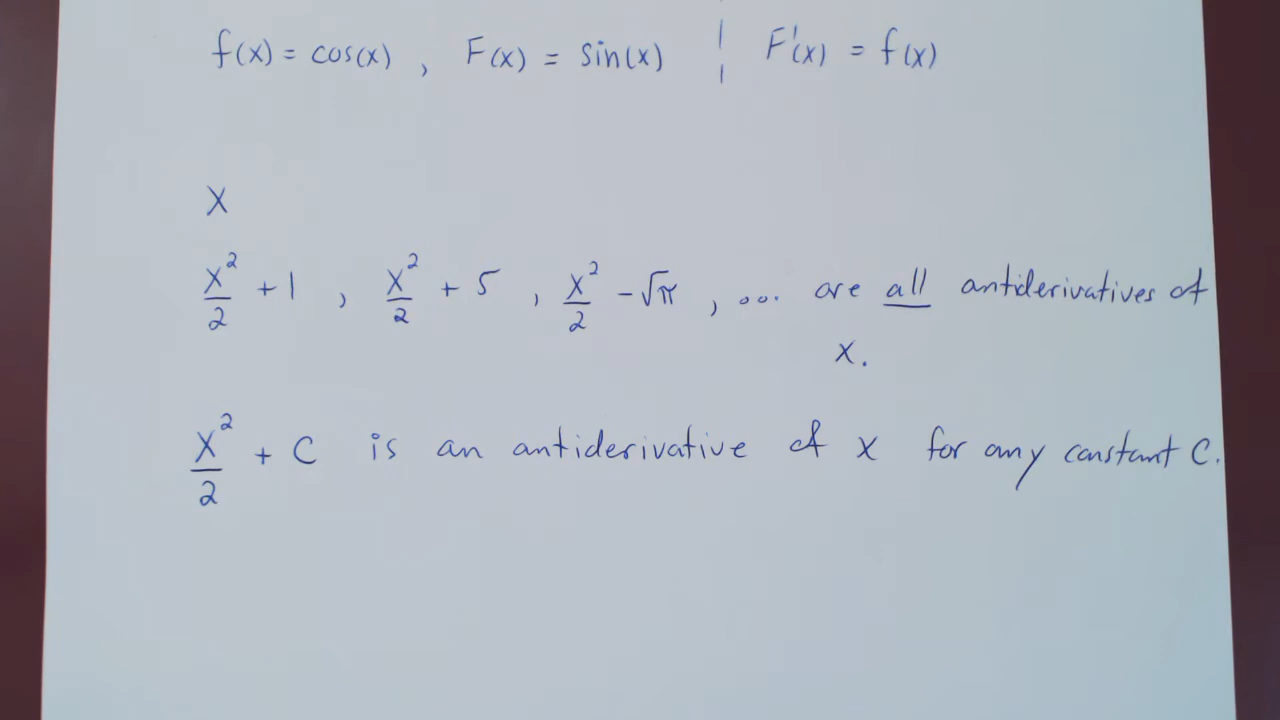 f(x) = cos(x) , F(x) = sin(x) | F'(x) = f(x)
x
x²/2 + 1 , x²/2 + 5 , x²/2 - √π , ... are all antiderivatives of
x.
x²/2 + C is an antiderivative of x for any constant C.